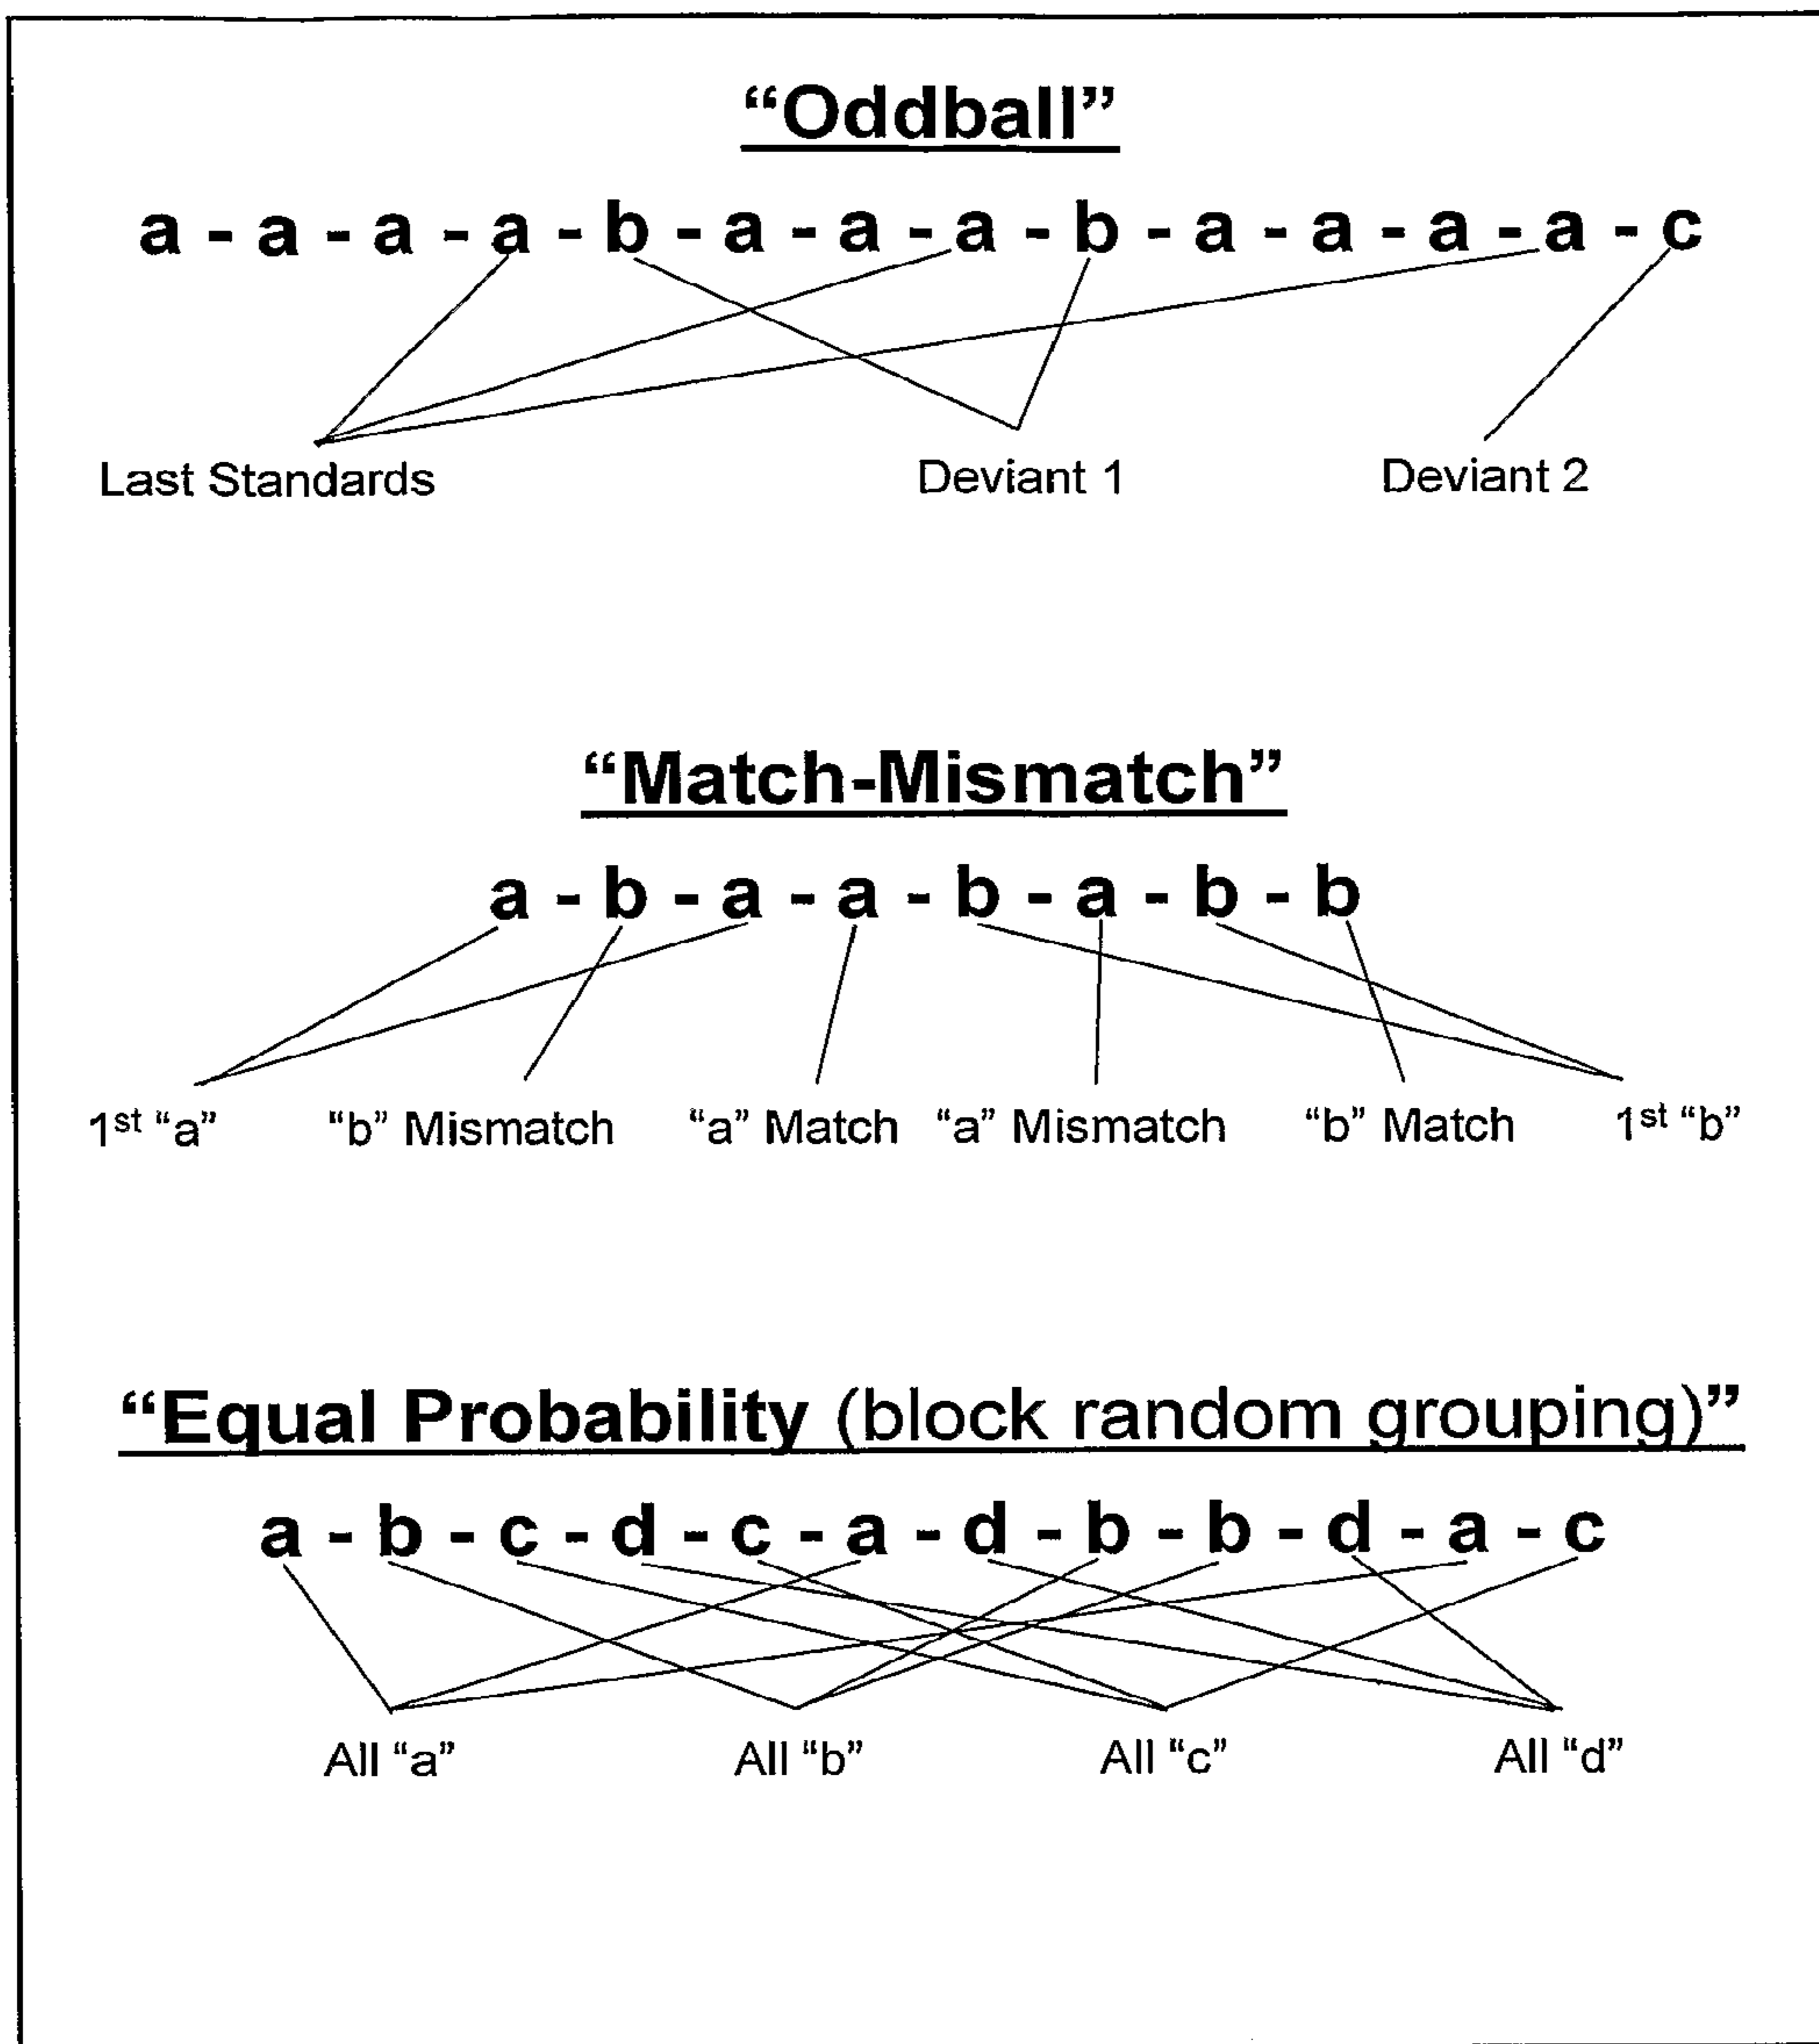 “Oddball”
a - a - a - a - b - a - a - a - b - a - a - a - a - c
Last Standards Deviant 1 Deviant 2
“Match-Mismatch”
a - b - a - a - b - a - b - b
1st “a” “b” Mismatch “a” Match “a” Mismatch “b” Match 1st “b”
“Equal Probability (block random grouping)”
a - b - c - d - c - a - d - b - b - d - a - c
All “a” All “b” All “c” All “d”